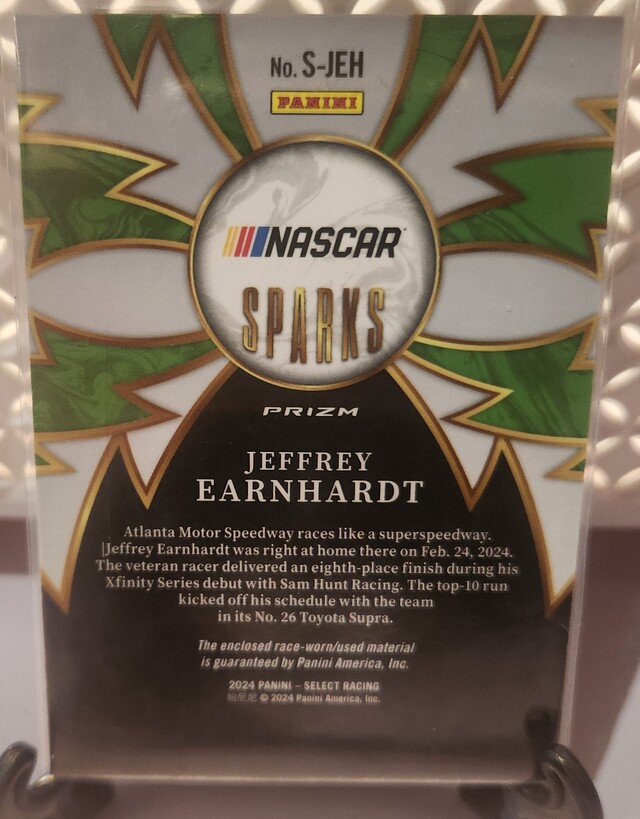 No. S-JEH
PANINI
NASCAR
SPARKS
PRIZM
JEFFREY
EARNHARDT
Atlanta Motor Speedway races like a superspeedway.
Jeffrey Earnhardt was right at home there on Feb. 24, 2024.
The veteran racer delivered an eighth-place finish during his
Xfinity Series debut with Sam Hunt Racing. The top-10 run
kicked off his schedule with the team
in its No. 26 Toyota Supra.
The enclosed race-worn/used material
is guaranteed by Panini America, Inc.
2024 PANINI – SELECT RACING
帕尼尼 © 2024 Panini America, Inc.